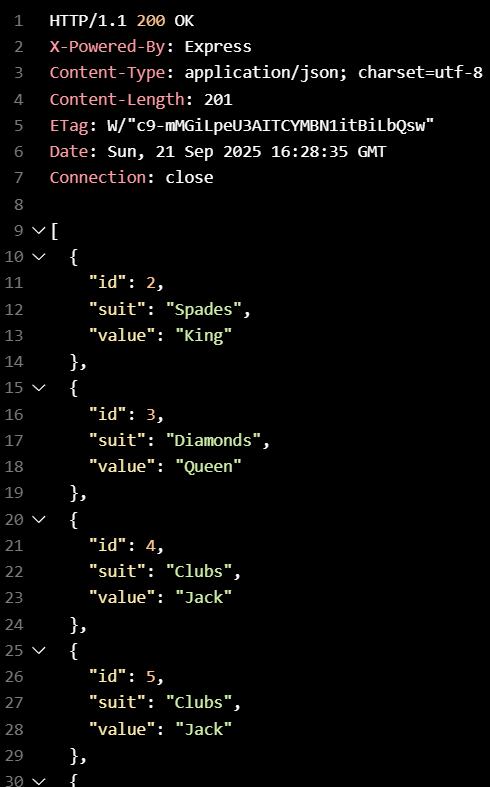 1 HTTP/1.1 200 OK
2 X-Powered-By: Express
3 Content-Type: application/json; charset=utf-8
4 Content-Length: 201
5 ETag: W/"c9-mMGiLpeU3AITCYMBN1itBiLbQsw"
6 Date: Sun, 21 Sep 2025 16:28:35 GMT
7 Connection: close
8
9 [
10 {
11 "id": 2,
12 "suit": "Spades",
13 "value": "King"
14 },
15 {
16 "id": 3,
17 "suit": "Diamonds",
18 "value": "Queen"
19 },
20 {
21 "id": 4,
22 "suit": "Clubs",
23 "value": "Jack"
24 },
25 {
26 "id": 5,
27 "suit": "Clubs",
28 "value": "Jack"
29 },
30 {